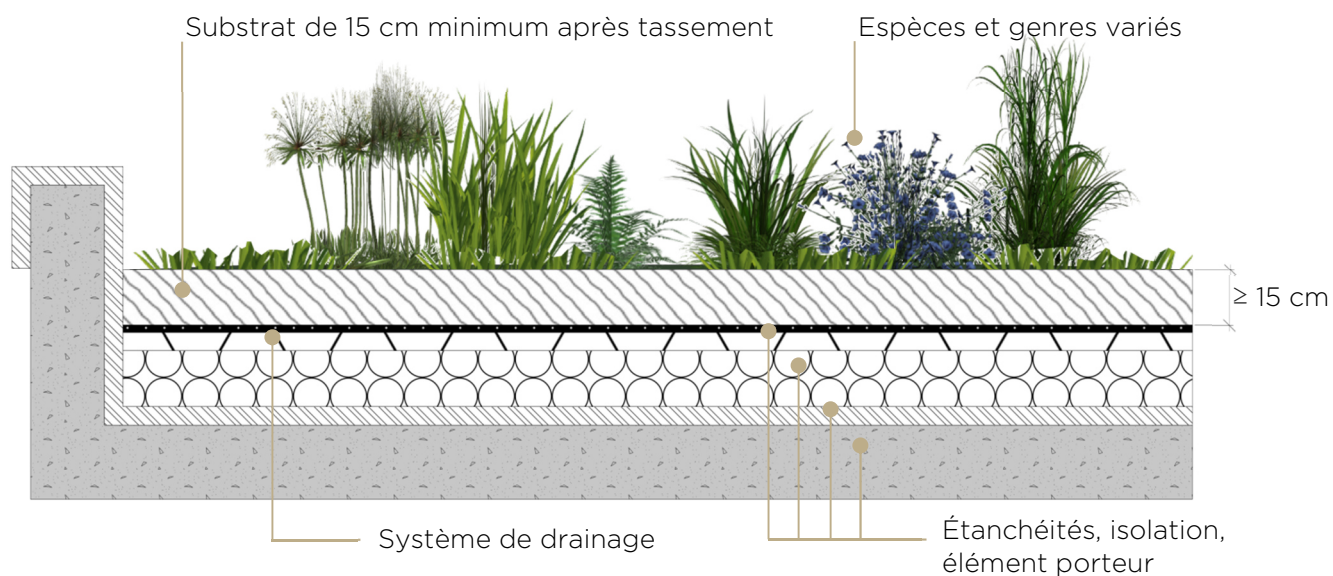 Substrat de 15 cm minimum après tassement
Espèces et genres variés
≥ 15 cm
Système de drainage
Étanchéités, isolation,
élément porteur